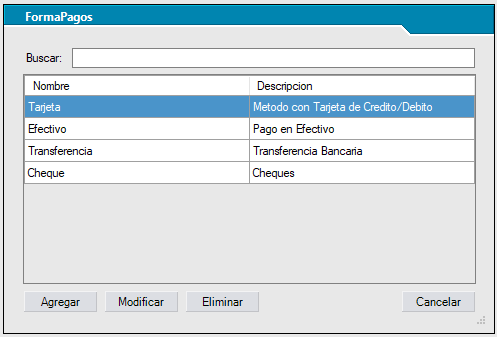 FormaPagos
Buscar:
Nombre Descripcion
Tarjeta Metodo con Tarjeta de Credito/Debito
Efectivo Pago en Efectivo
Transferencia Transferencia Bancaria
Cheque Cheques
Agregar Modificar Eliminar Cancelar